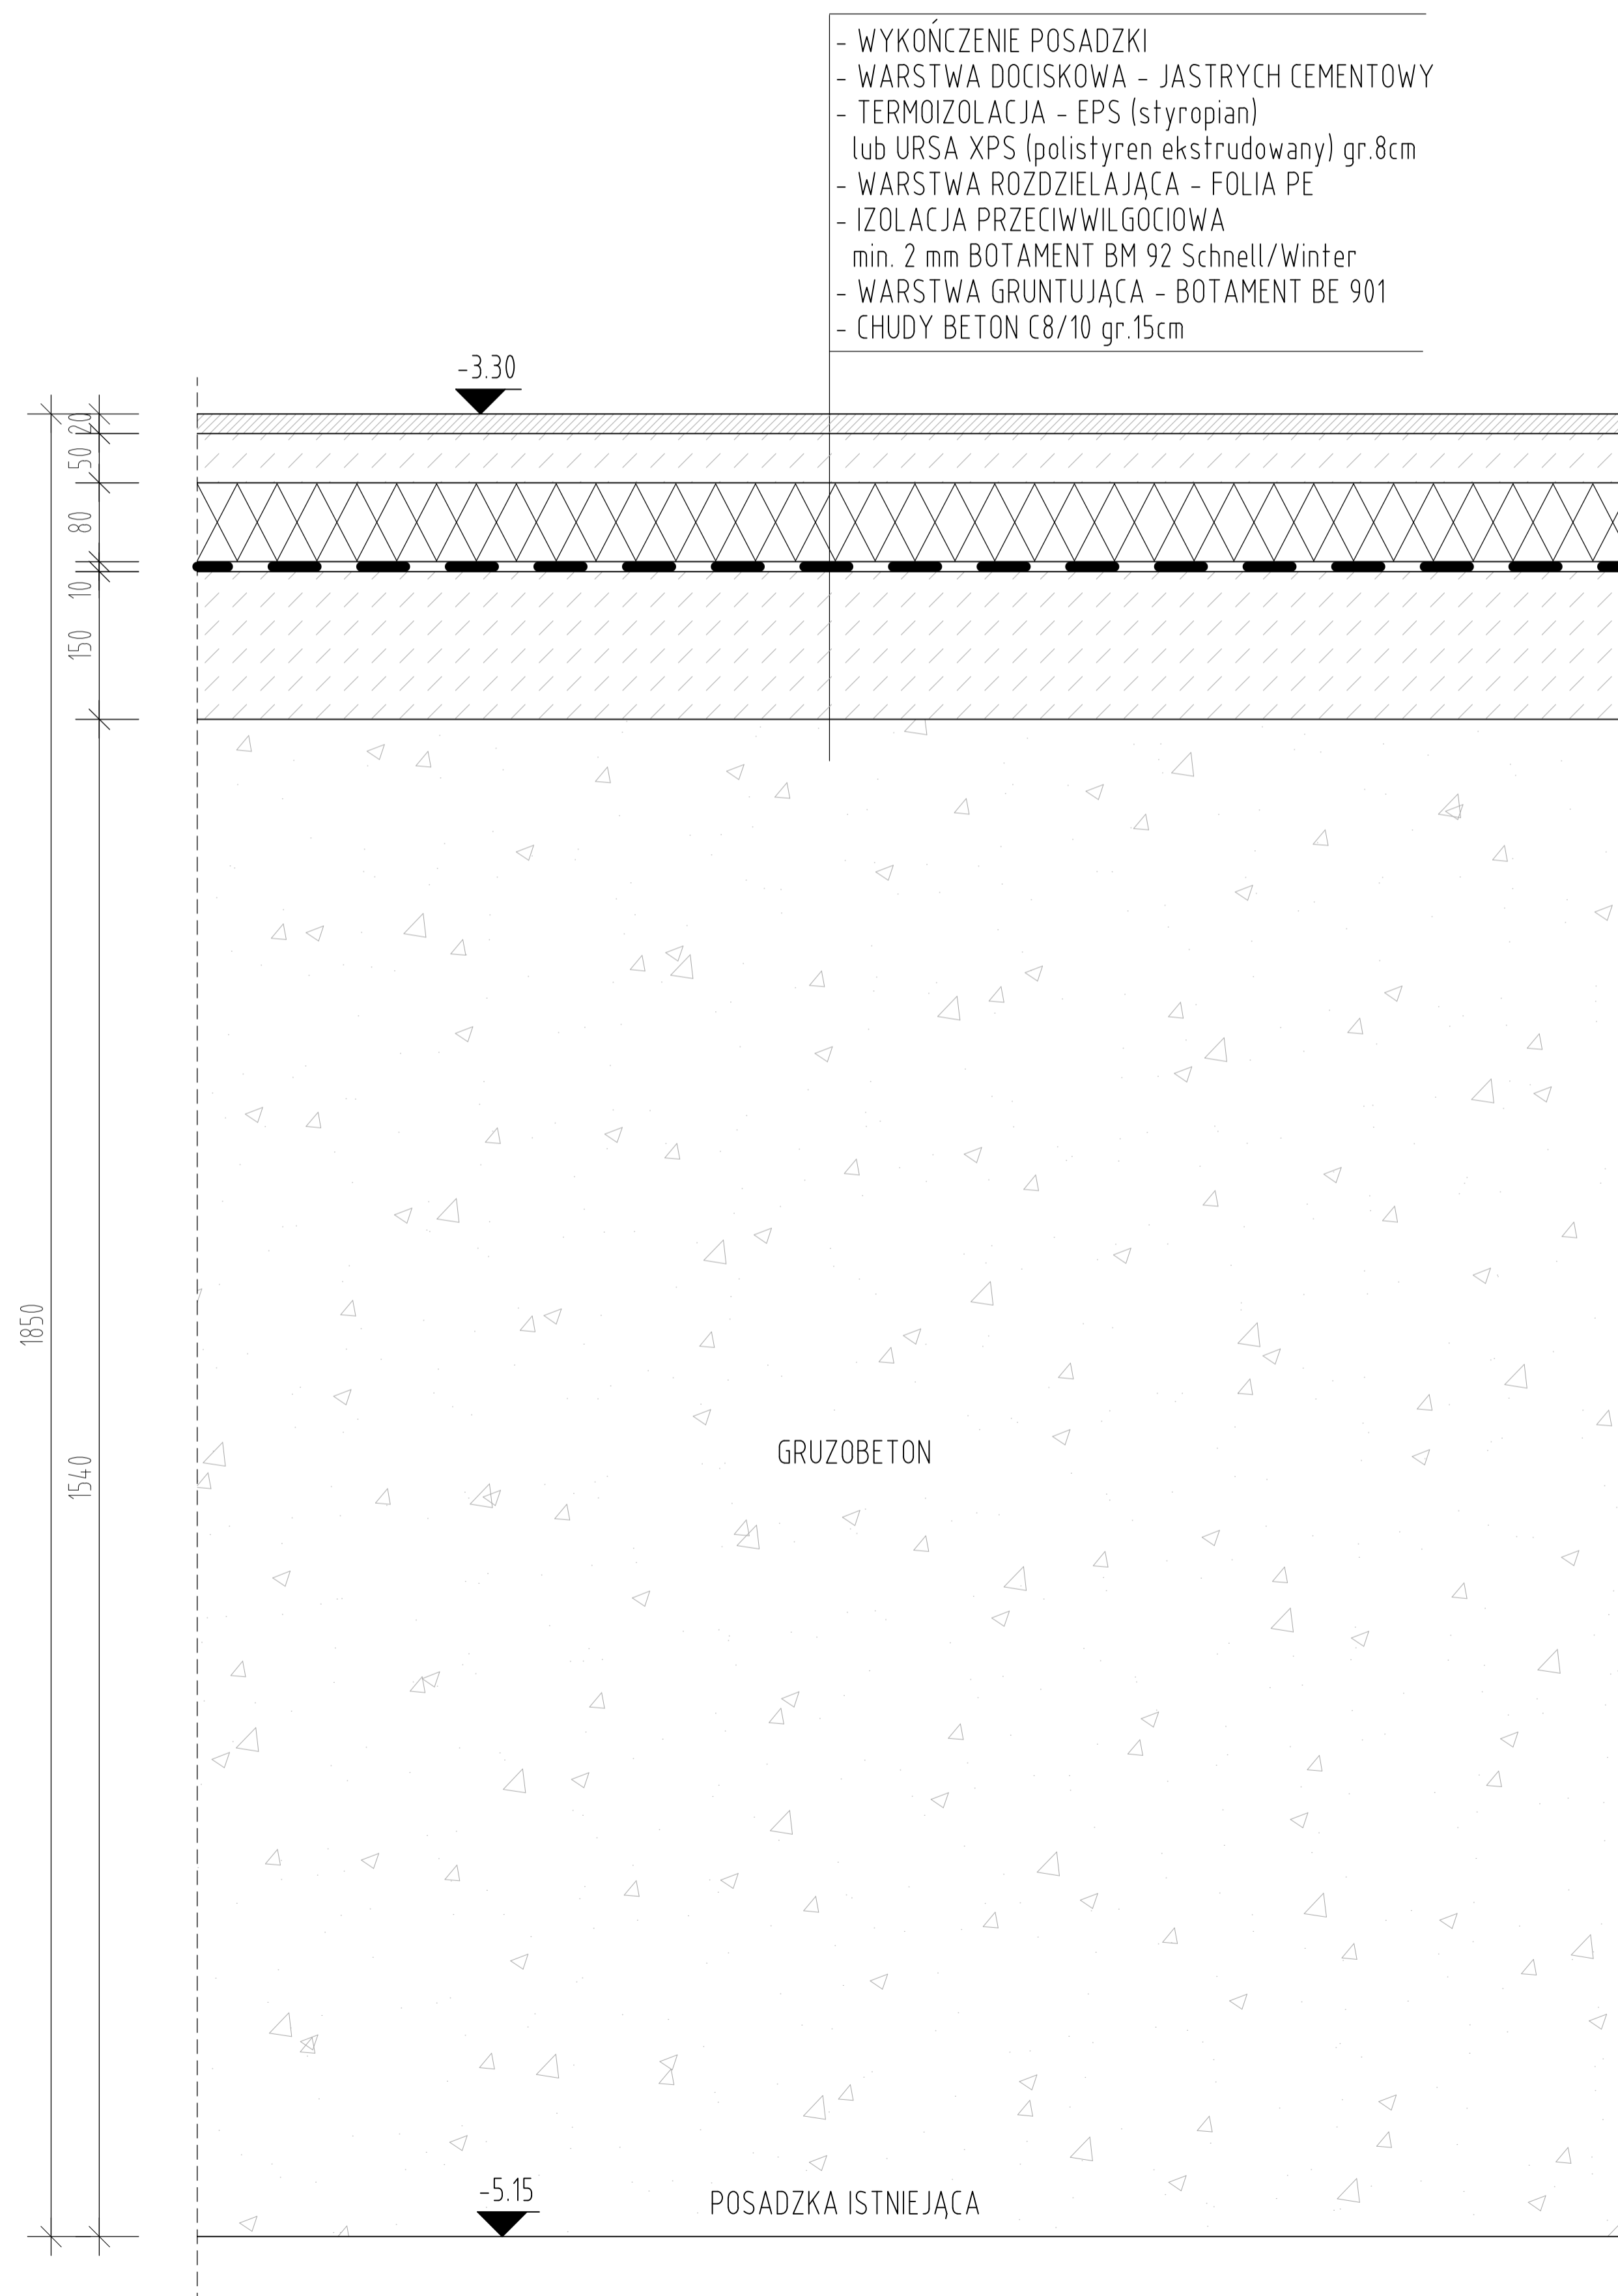 - WYKOŃCZENIE POSADZKI
- WARSTWA DOCISKOWA - JASTRYCH CEMENTOWY
- TERMOIZOLACJA - EPS (styropian)
lub URSA XPS (polistyren ekstrudowany) gr.8cm
- WARSTWA ROZDZIELAJĄCA - FOLIA PE
- IZOLACJA PRZECIWWILGOCIOWA
min. 2 mm BOTAMENT BM 92 Schnell/Winter
- WARSTWA GRUNTUJĄCA - BOTAMENT BE 901
- CHUDY BETON C8/10 gr.15cm
-3.30
20
50
80
10
150
1850
1540
GRUZOBETON
-5.15
POSADZKA ISTNIEJĄCA